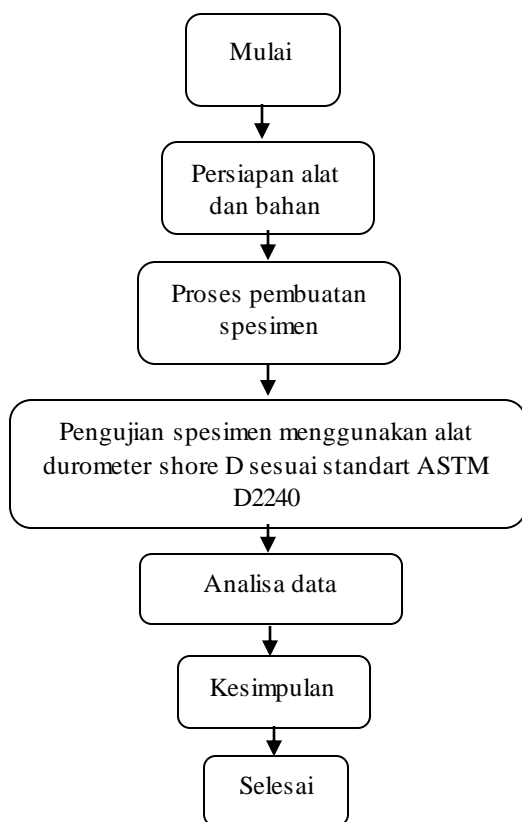 Mulai
Persiapan alat
dan bahan
Proses pembuatan
spesimen
Pengujian spesimen menggunakan alat
durometer shore D sesuai standart ASTM
D2240
Analisa data
Kesimpulan
Selesai